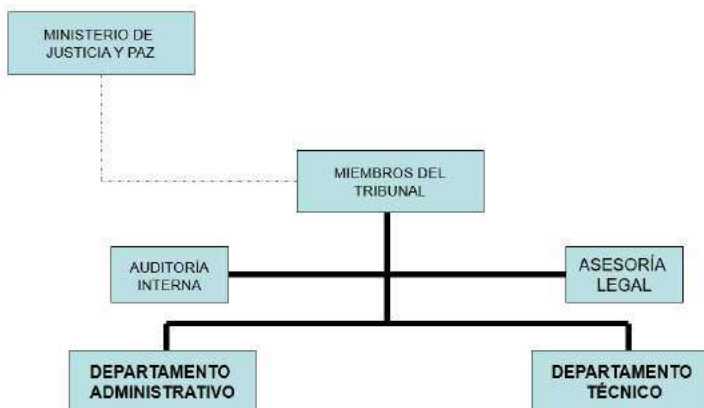 MINISTERIO DE
JUSTICIA Y PAZ
MIEMBROS DEL
TRIBUNAL
AUDITORÍA
INTERNA
ASESORÍA
LEGAL
DEPARTAMENTO
ADMINISTRATIVO
DEPARTAMENTO
TÉCNICO